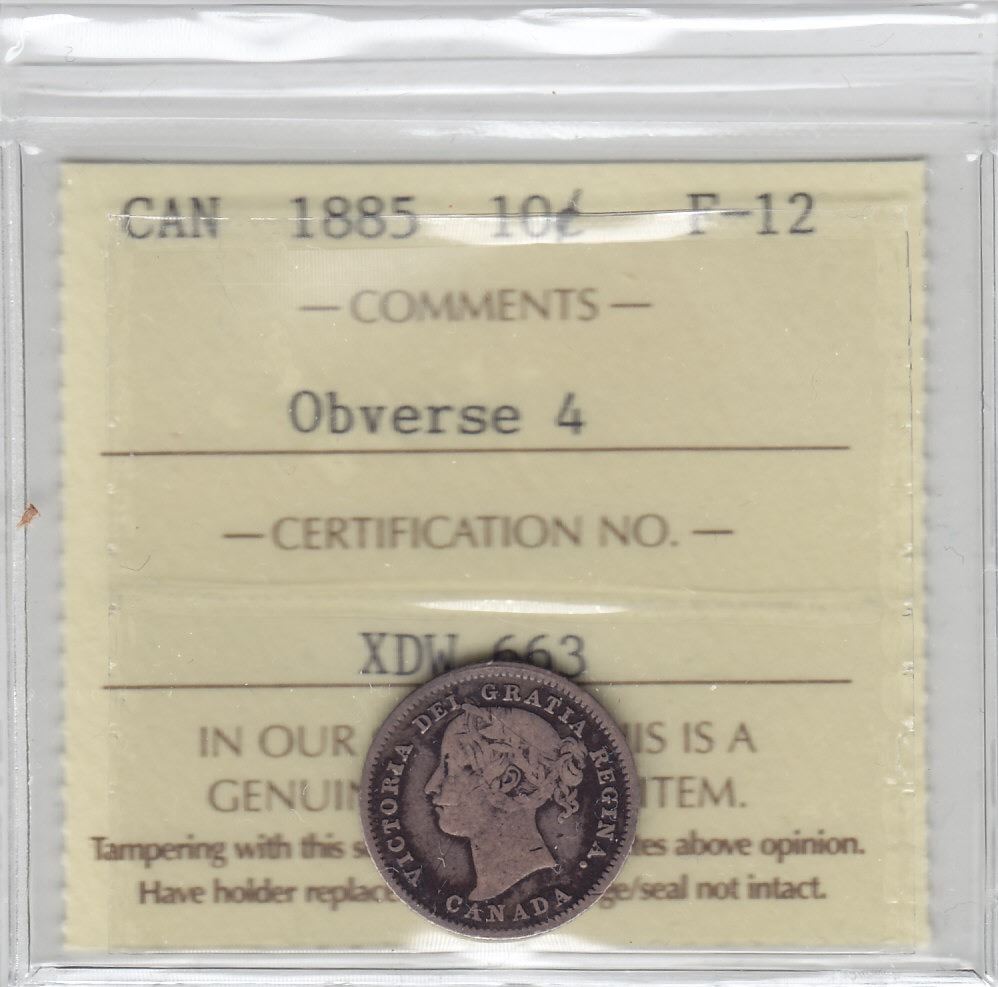 CAN 1885 10¢ F-12
— COMMENTS —
Obverse 4
— CERTIFICATION NO. —
XDW 663
IN OUR IS IS A
GENUIN ITEM.
Tampering with this s es above opinion.
Have holder replace ge/seal not intact.
VICTORIA DEI GRATIA REGINA.
CANADA